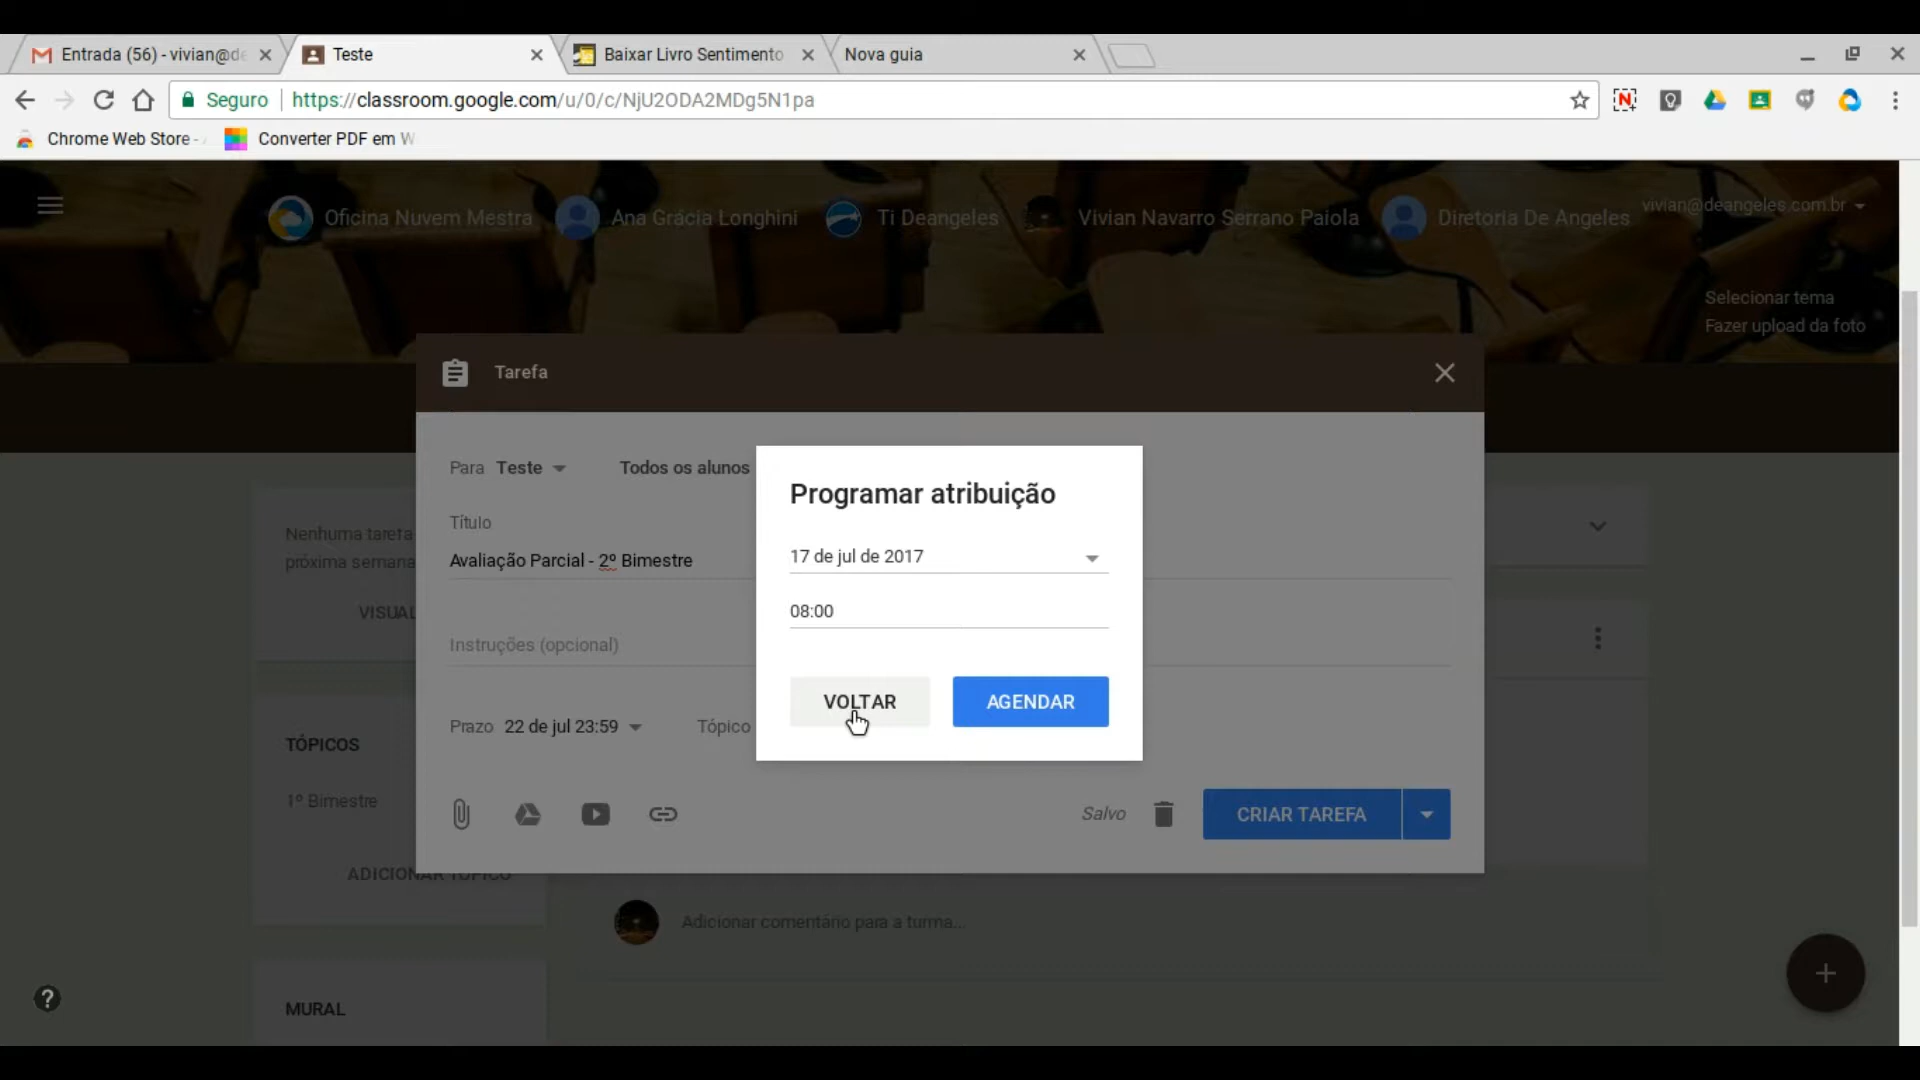 Entrada (56) - vivian@de
Teste
Baixar Livro Sentimento
Nova guia
Seguro
https://classroom.google.com/u/0/c/NjU2ODA2MDg5N1pa
Chrome Web Store -
Converter PDF em W
Oficina Nuvem Mestra
Ana Grácia Longhini
Ti Deangeles
Vivian Navarro Serrano Paiola
Diretoria De Angeles
vivian@deangeles.com.br
Selecionar tema
Fazer upload da foto
Tarefa
Para Teste
Todos os alunos
Título
Avaliação Parcial - 2º Bimestre
Instruções (opcional)
Prazo 22 de jul 23:59
Tópico
Programar atribuição
17 de jul de 2017
08:00
VOLTAR
AGENDAR
Salvo
CRIAR TAREFA
Nenhuma tareta
próxima semana
VISUAL
TÓPICOS
1º Bimestre
ADICIONAR TÓPICO
Adicionar comentário para a turma...
MURAL